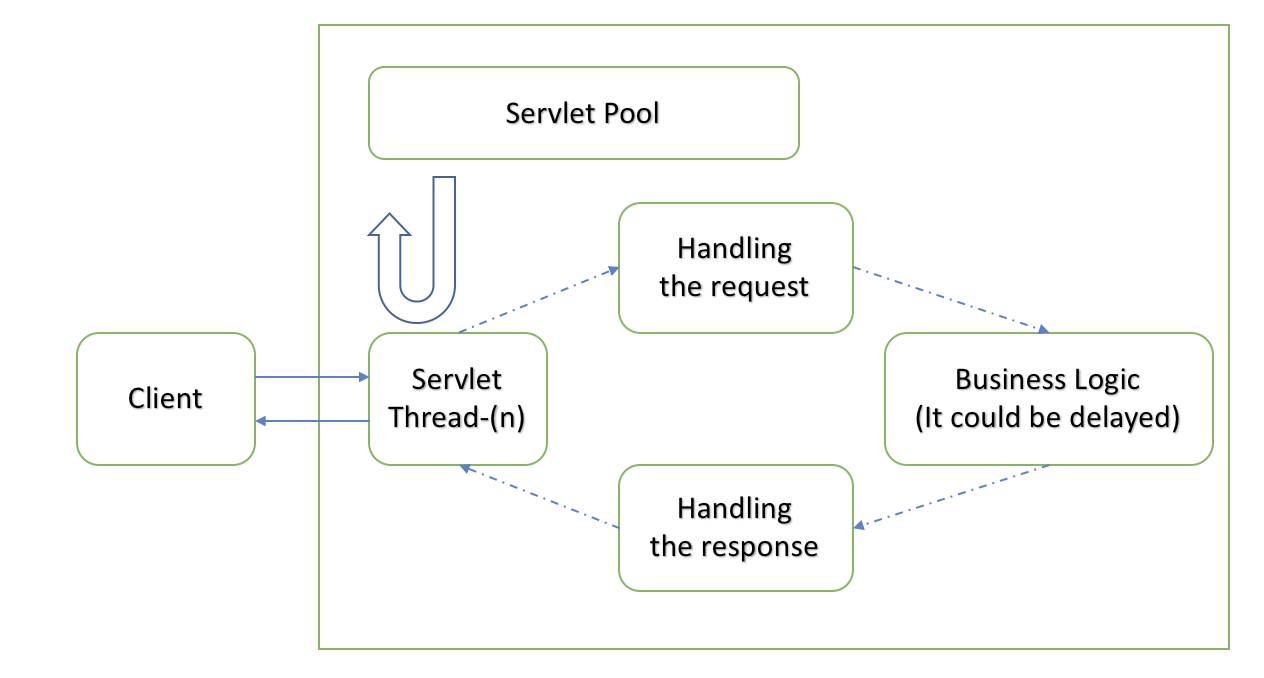 Servlet Pool
Handling
the request
Client
Servlet
Thread-(n)
Business Logic
(It could be delayed)
Handling
the response